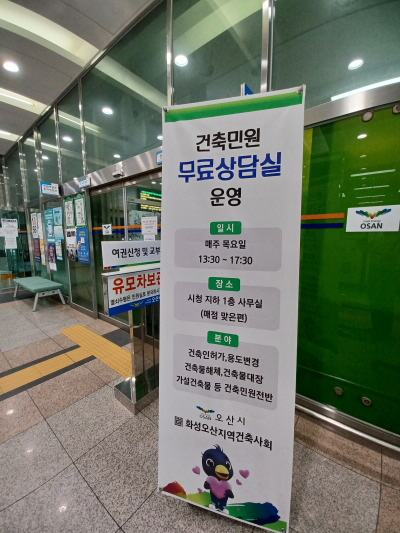 건축민원
무료상담실
운영
일 시
매주 목요일
13:30 ~ 17:30
장 소
시청 지하 1층 사무실
(매점 맞은편)
분 야
건축인허가,용도변경
건축물해체,건축물대장
가설건축물 등 건축민원전반
OSAN 오산시
화성오산지역건축사회
여권신청 및 교부
유모차보관
OSAN